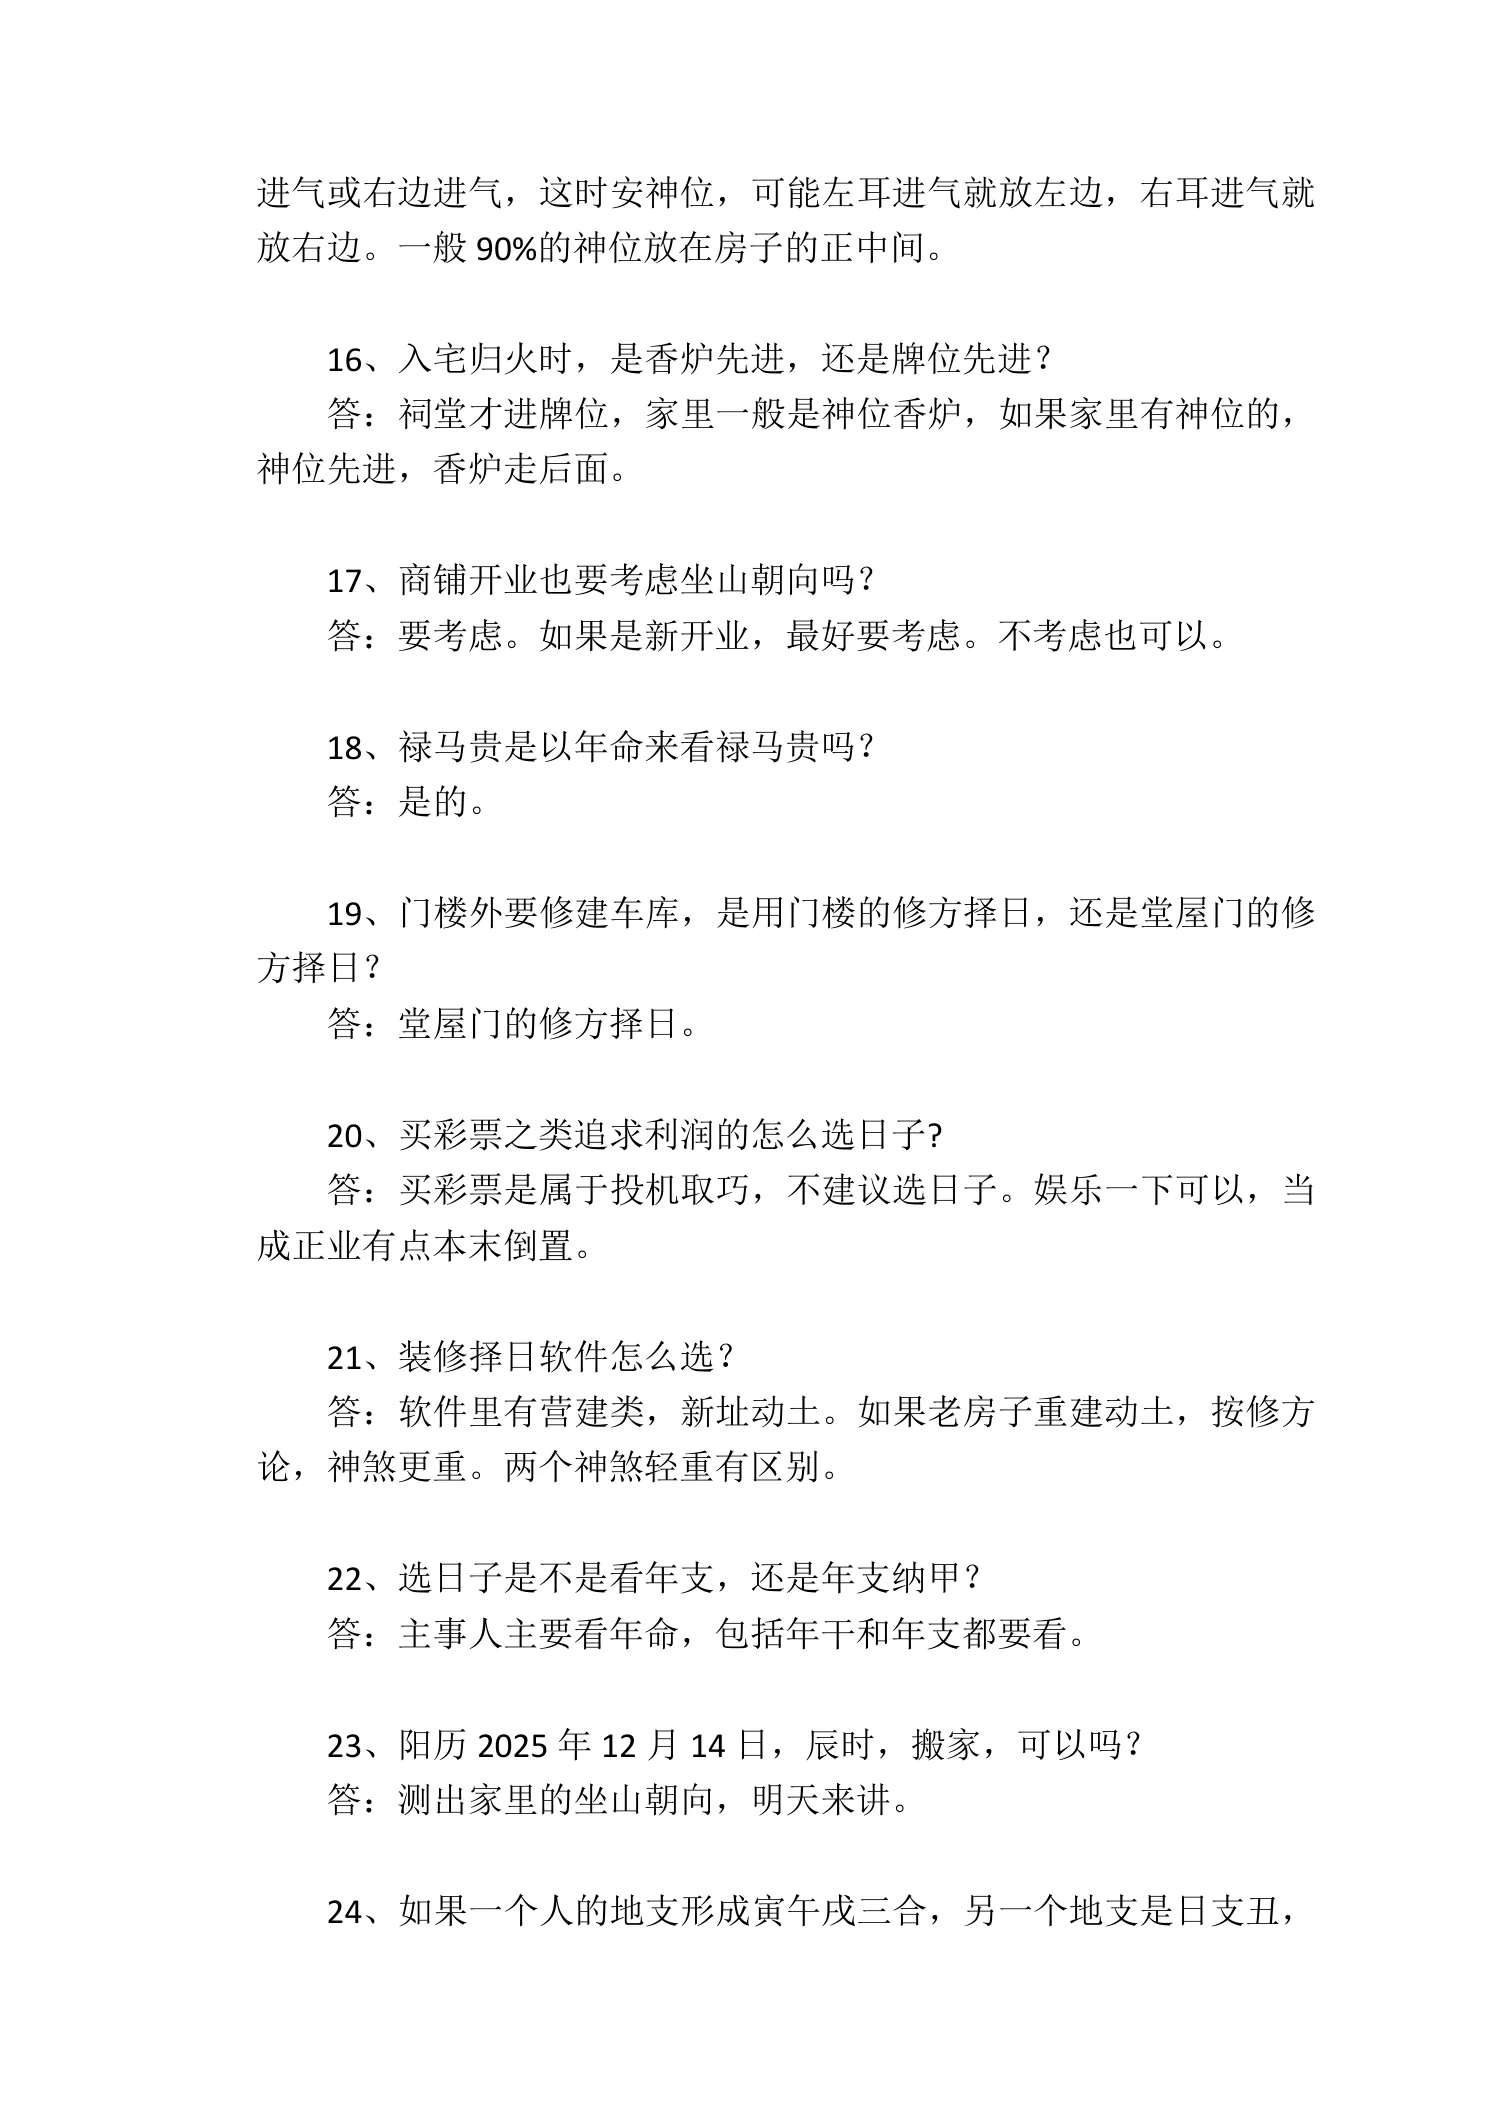 进气或右边进气，这时安神位，可能左耳进气就放左边，右耳进气就
放右边。一般 90%的神位放在房子的正中间。
16、入宅归火时，是香炉先进，还是牌位先进？
答：祠堂才进牌位，家里一般是神位香炉，如果家里有神位的，
神位先进，香炉走后面。
17、商铺开业也要考虑坐山朝向吗？
答：要考虑。如果是新开业，最好要考虑。不考虑也可以。
18、禄马贵是以年命来看禄马贵吗？
答：是的。
19、门楼外要修建车库，是用门楼的修方择日，还是堂屋门的修
方择日？
答：堂屋门的修方择日。
20、买彩票之类追求利润的怎么选日子?
答：买彩票是属于投机取巧，不建议选日子。娱乐一下可以，当
成正业有点本末倒置。
21、装修择日软件怎么选？
答：软件里有营建类，新址动土。如果老房子重建动土，按修方
论，神煞更重。两个神煞轻重有区别。
22、选日子是不是看年支，还是年支纳甲？
答：主事人主要看年命，包括年干和年支都要看。
23、阳历 2025 年 12 月 14 日，辰时，搬家，可以吗？
答：测出家里的坐山朝向，明天来讲。
24、如果一个人的地支形成寅午戌三合，另一个地支是日支丑，